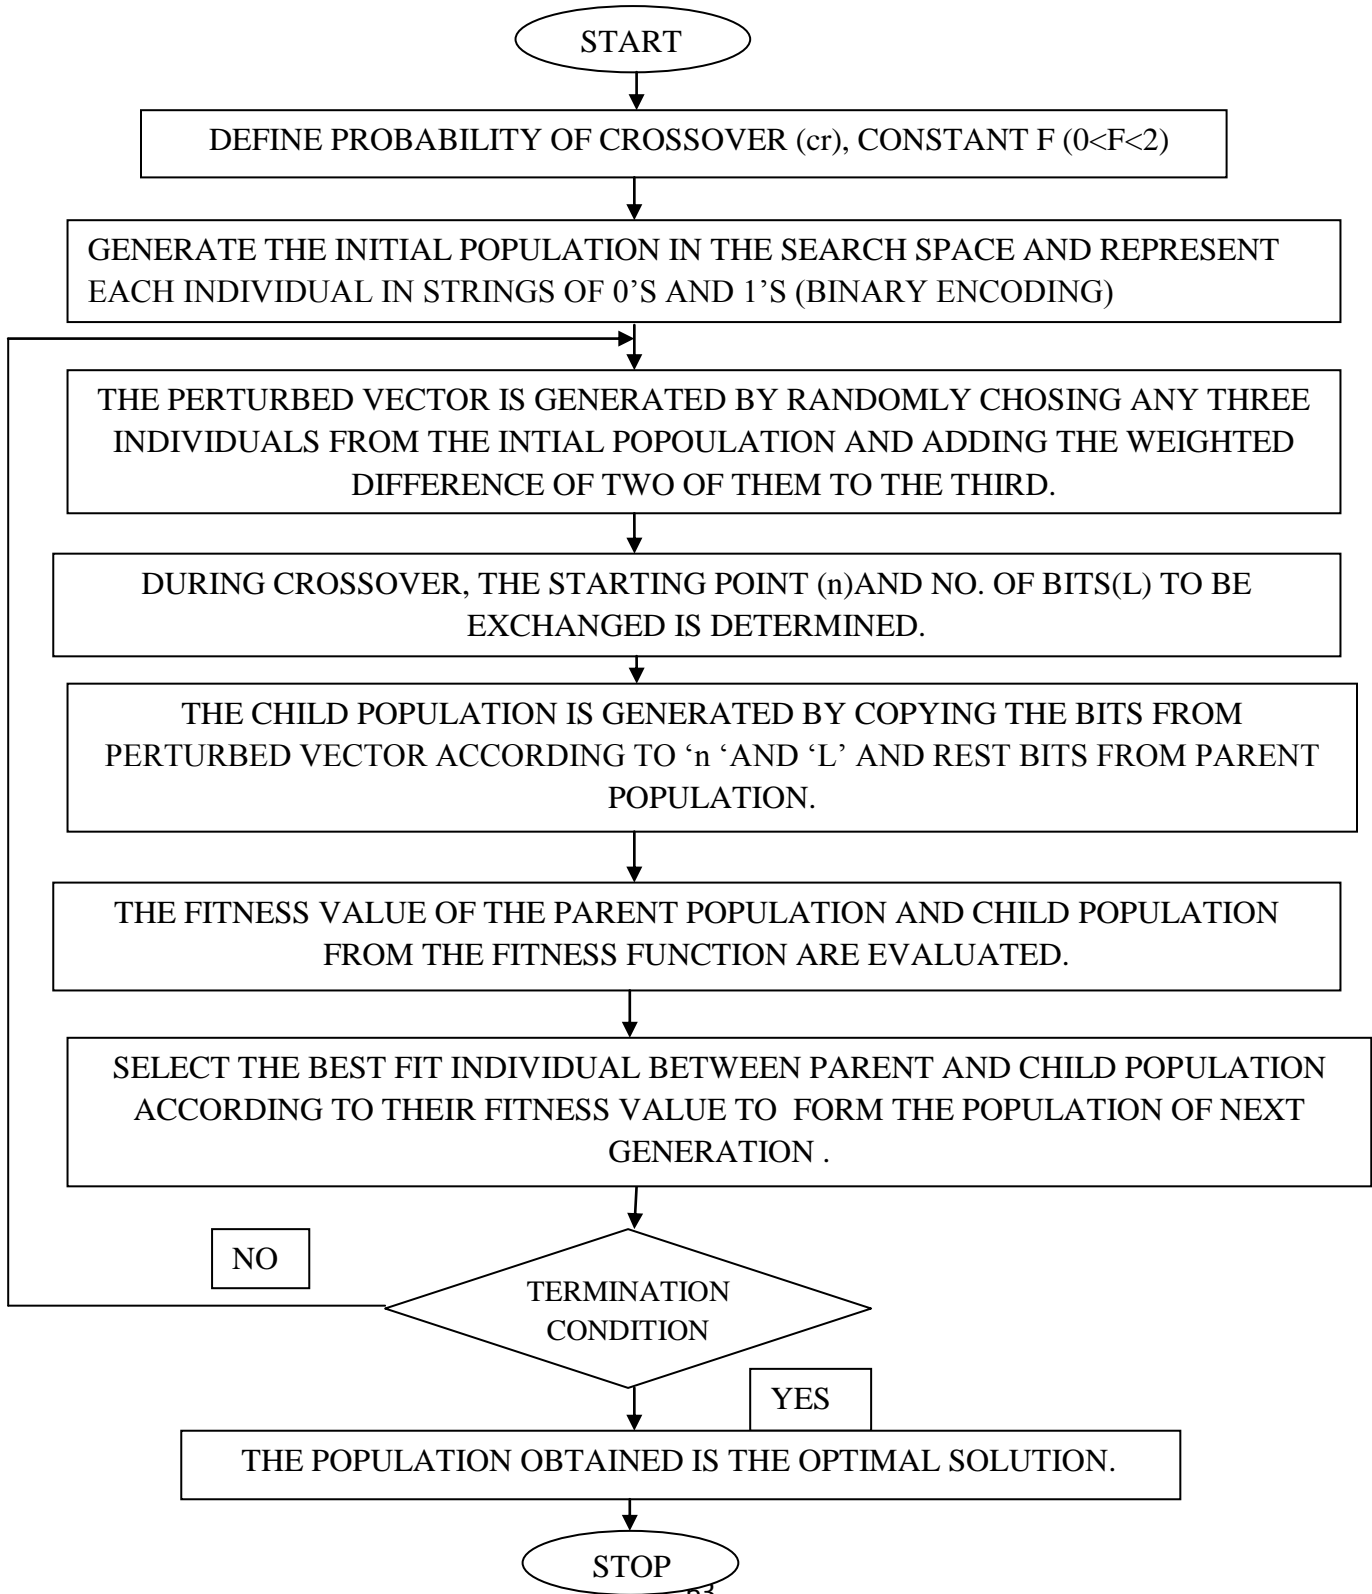 START
DEFINE PROBABILITY OF CROSSOVER (cr), CONSTANT F (0<F<2)
GENERATE THE INITIAL POPULATION IN THE SEARCH SPACE AND REPRESENT
EACH INDIVIDUAL IN STRINGS OF 0’S AND 1’S (BINARY ENCODING)
THE PERTURBED VECTOR IS GENERATED BY RANDOMLY CHOSING ANY THREE
INDIVIDUALS FROM THE INTIAL POPOULATION AND ADDING THE WEIGHTED
DIFFERENCE OF TWO OF THEM TO THE THIRD.
DURING CROSSOVER, THE STARTING POINT (n)AND NO. OF BITS(L) TO BE
EXCHANGED IS DETERMINED.
THE CHILD POPULATION IS GENERATED BY COPYING THE BITS FROM
PERTURBED VECTOR ACCORDING TO ‘n ‘AND ‘L’ AND REST BITS FROM PARENT
POPULATION.
THE FITNESS VALUE OF THE PARENT POPULATION AND CHILD POPULATION
FROM THE FITNESS FUNCTION ARE EVALUATED.
SELECT THE BEST FIT INDIVIDUAL BETWEEN PARENT AND CHILD POPULATION
ACCORDING TO THEIR FITNESS VALUE TO  FORM THE POPULATION OF NEXT
GENERATION .
NO
TERMINATION
CONDITION
YES
THE POPULATION OBTAINED IS THE OPTIMAL SOLUTION.
STOP